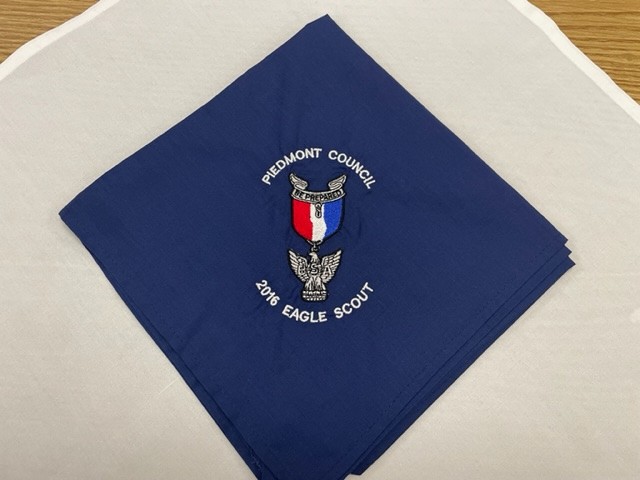 PIEDMONT COUNCIL
BE PREPARED
2016 EAGLE SCOUT